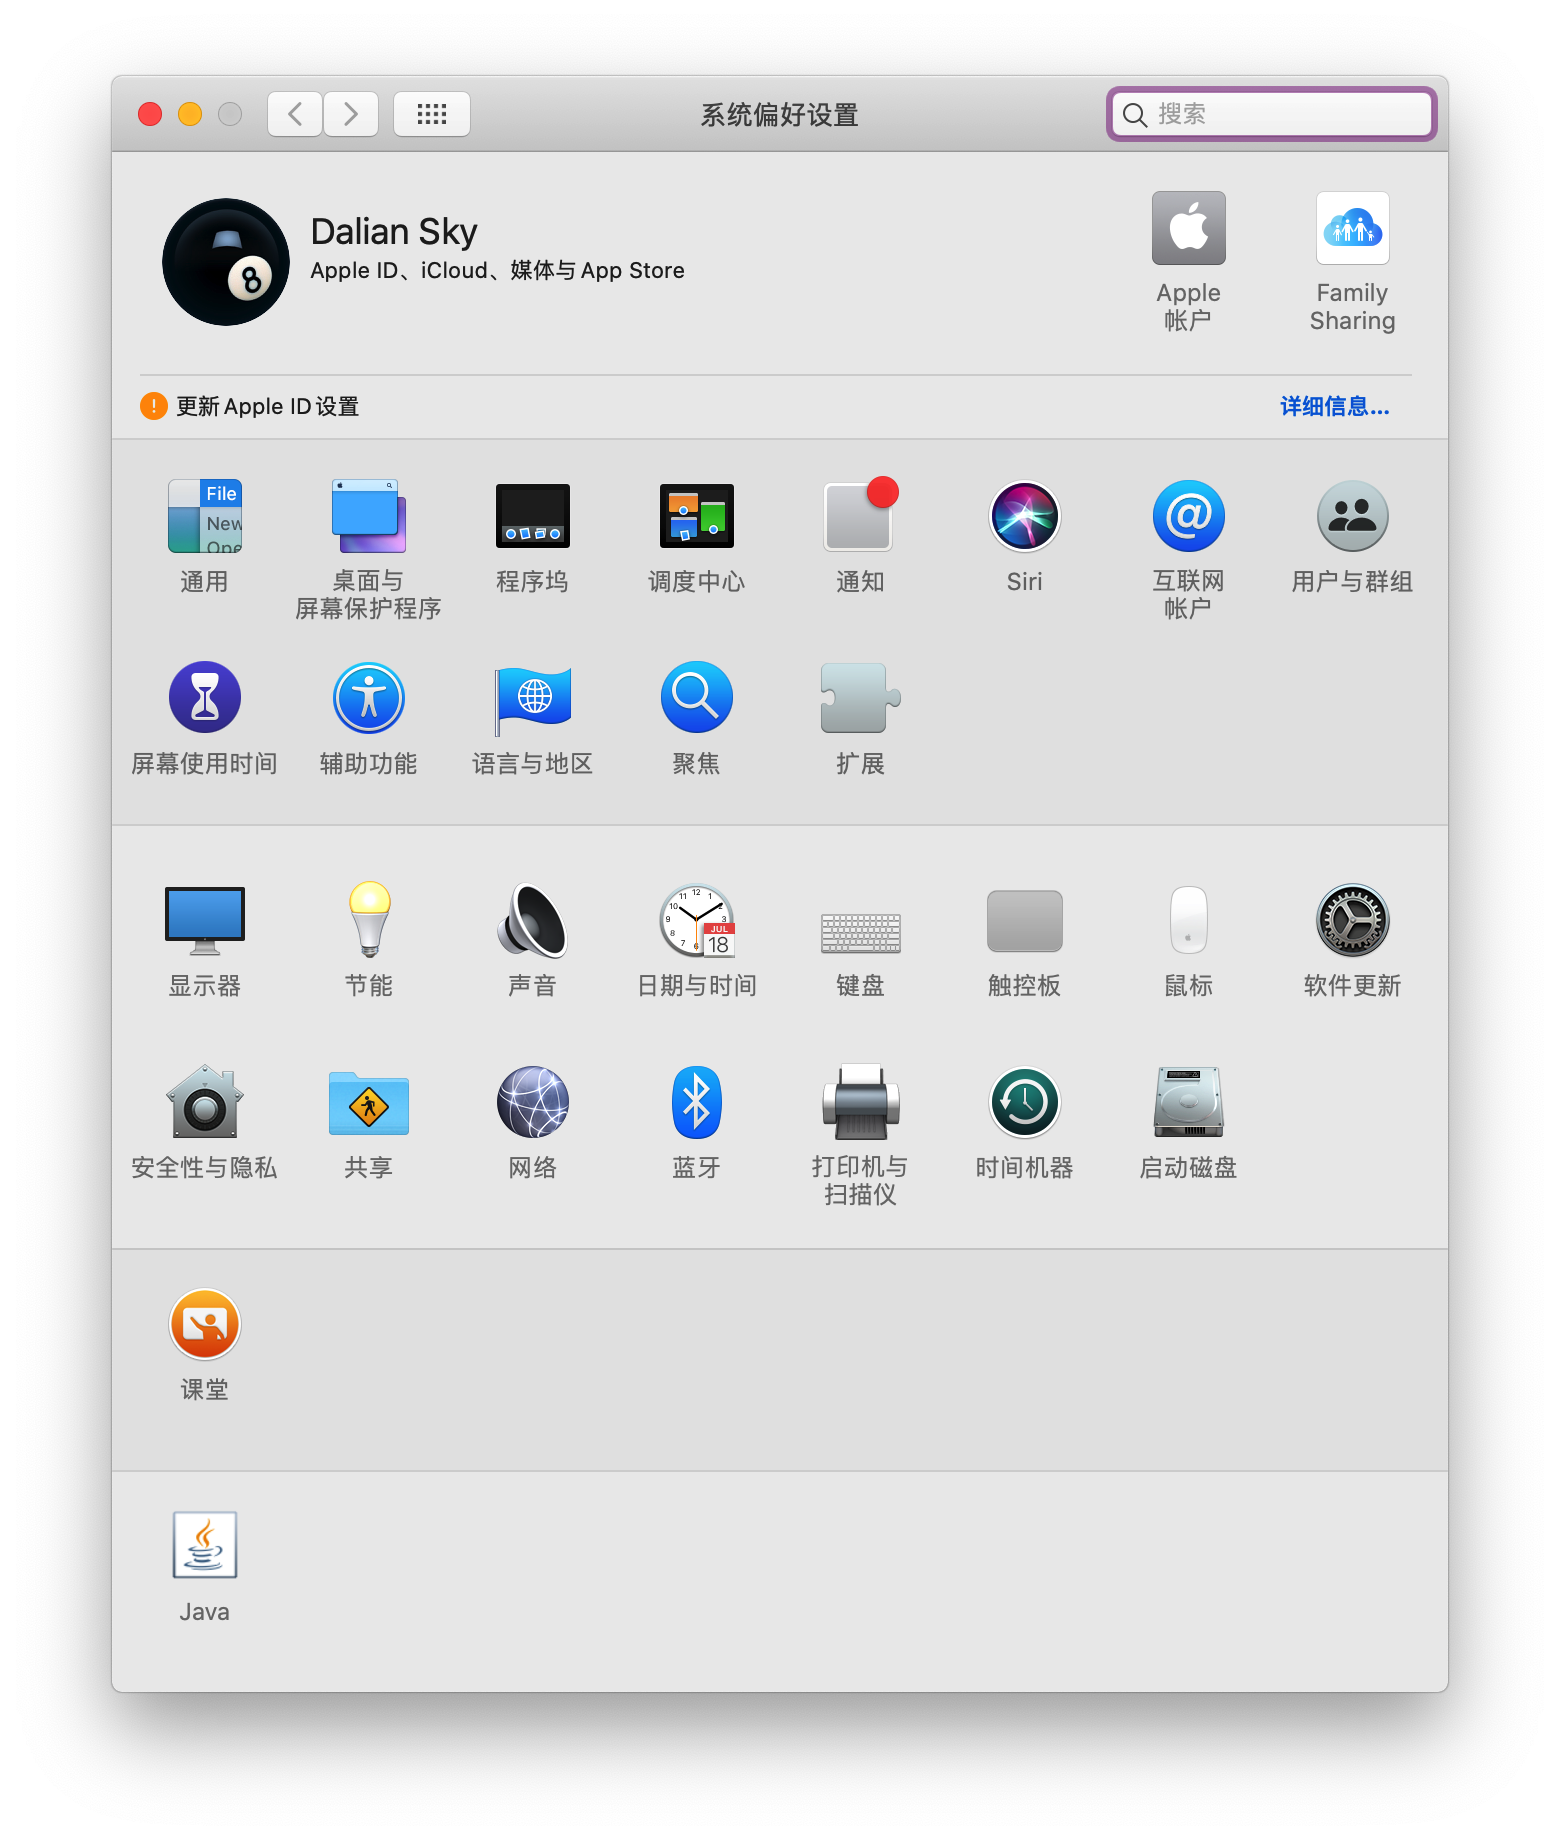 系统偏好设置
搜索
Dalian Sky
Apple ID、iCloud、媒体与 App Store
Apple
帐户
Family
Sharing
更新 Apple ID 设置
详细信息...
File
New
Ope
通用
桌面与
屏幕保护程序
程序坞
调度中心
通知
Siri
互联网
帐户
用户与群组
屏幕使用时间
辅助功能
语言与地区
聚焦
扩展
JUL
18
显示器
节能
声音
日期与时间
键盘
触控板
鼠标
软件更新
安全性与隐私
共享
网络
蓝牙
打印机与
扫描仪
时间机器
启动磁盘
课堂
Java